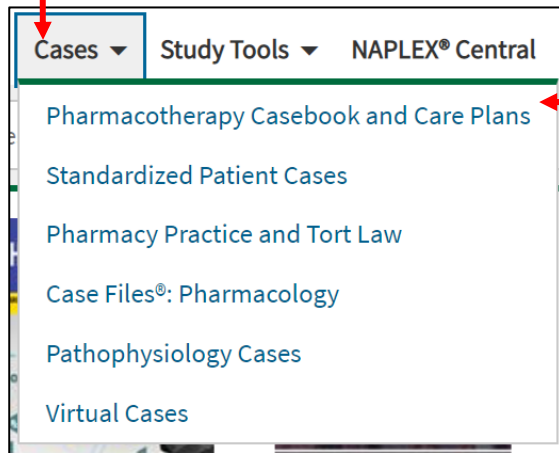 Cases Study Tools NAPLEX® Central
Pharmacotherapy Casebook and Care Plans
Standardized Patient Cases
Pharmacy Practice and Tort Law
Case Files®: Pharmacology
Pathophysiology Cases
Virtual Cases